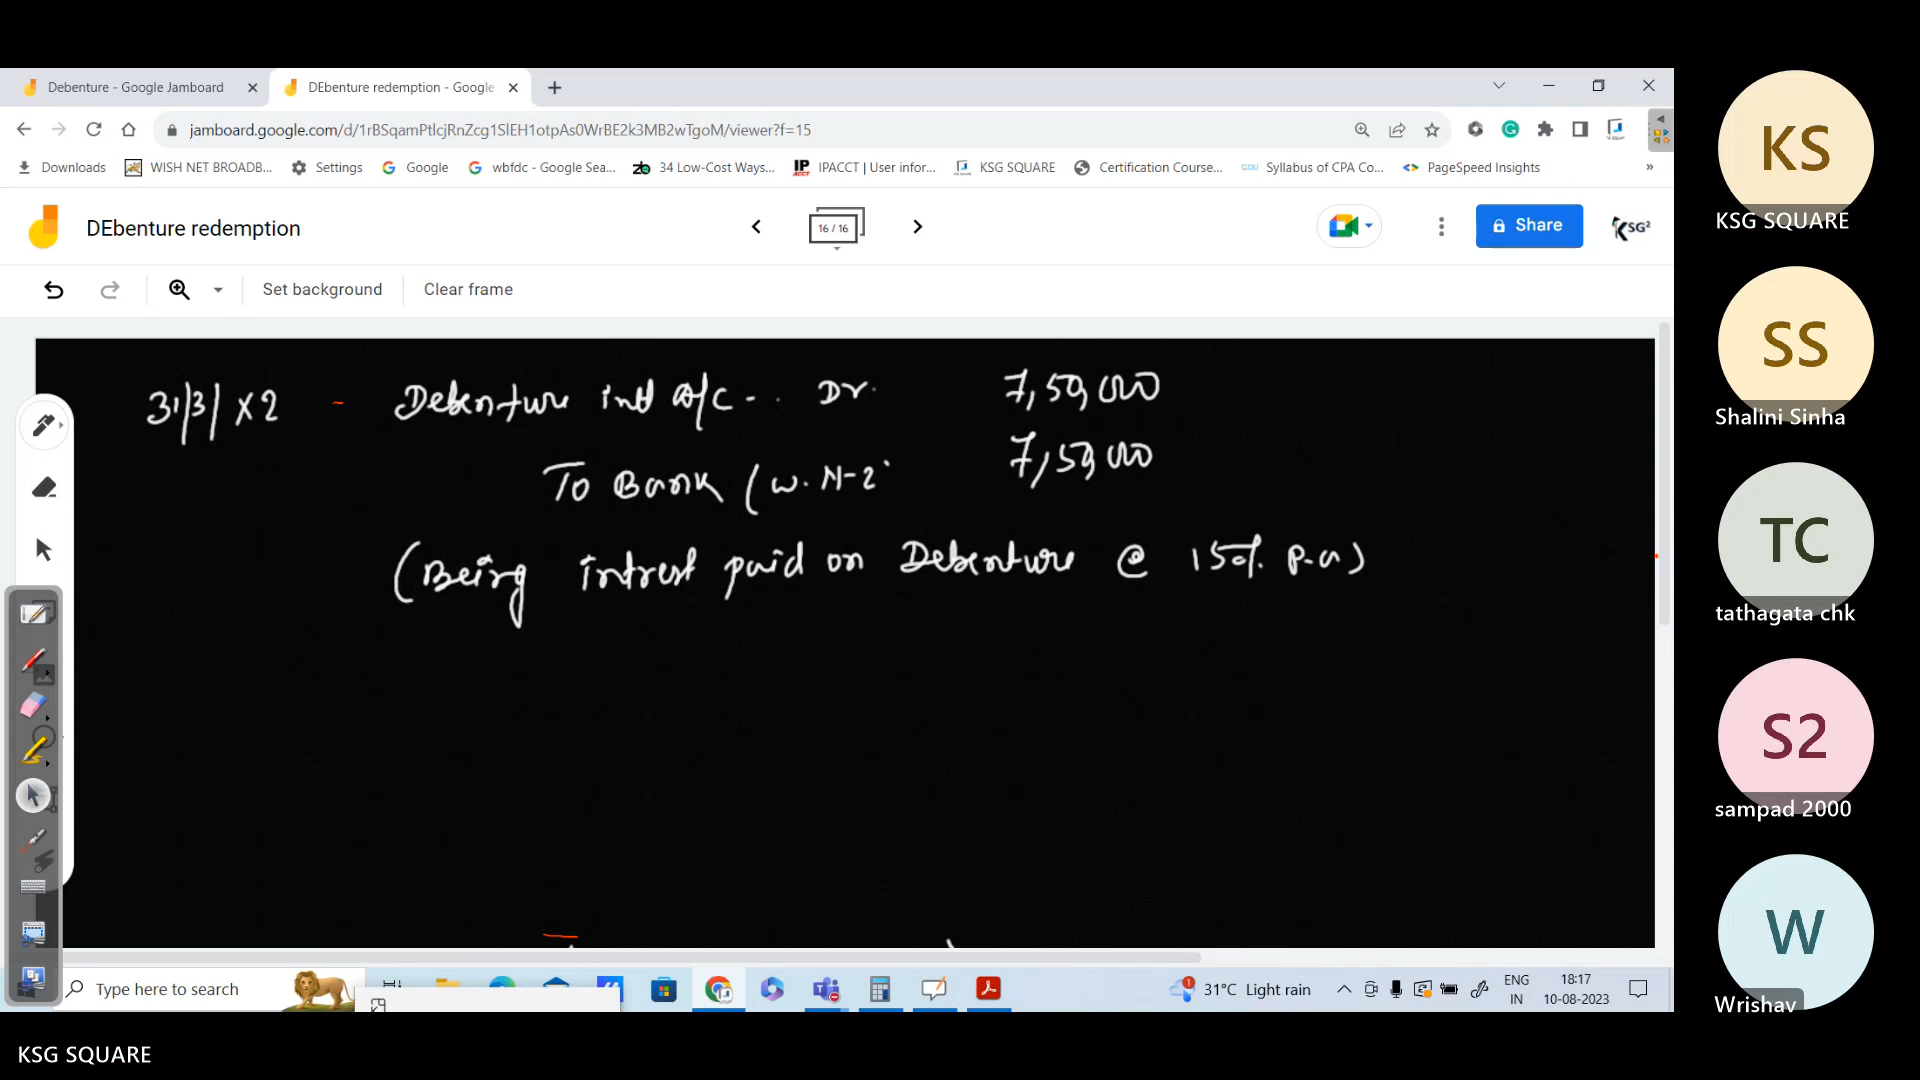 Debenture - Google Jamboard
DEbenture redemption - Google
jamboard.google.com/d/1rBSqamPtlcjRnZcg1SlEH1otpAs0WrBE2k3MB2wTgoM/viewer?f=15
Downloads WISH NET BROADB... Settings Google wbfdc - Google Sea... 34 Low-Cost Ways... IPACCT | User infor... KSG SQUARE Certification Course... Syllabus of CPA Co... PageSpeed Insights »
DEbenture redemption
16 / 16
Share
KSG²
Set background
Clear frame
31/3/ X2 - Debenture int A/C - . Dr. 7,50,000
To Bank (W.N-2 7,50,000
(Being intrest paid on Debenture @ 15% p.a)
Type here to search
31°C Light rain
ENG
IN
18:17
10-08-2023
KS
KSG SQUARE
SS
Shalini Sinha
TC
tathagata chk
S2
sampad 2000
W
Wrishav
KSG SQUARE